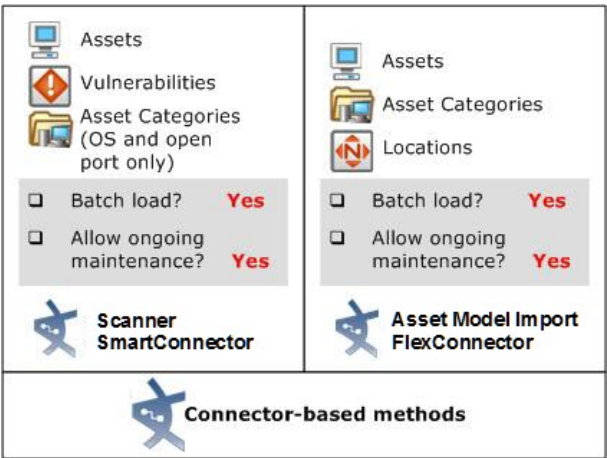 Assets
Vulnerabilities
Asset Categories
(OS and open
port only)
Batch load? Yes
Allow ongoing
maintenance? Yes
Scanner
SmartConnector
Assets
Asset Categories
N
Locations
Batch load? Yes
Allow ongoing
maintenance? Yes
Asset Model Import
FlexConnector
Connector-based methods